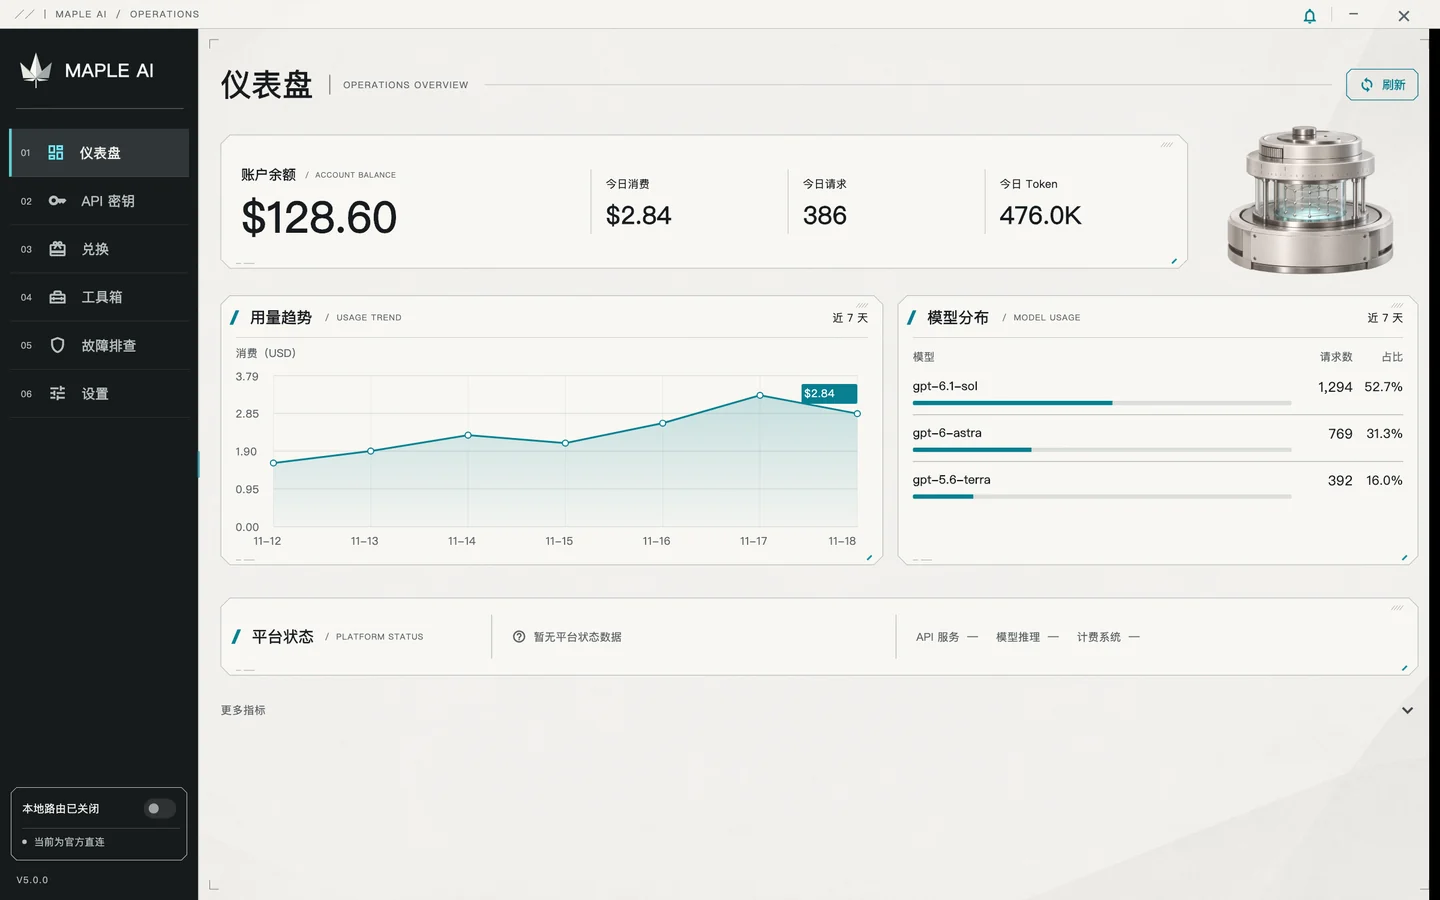 // | MAPLE AI / OPERATIONS
MAPLE AI
01 仪表盘
02 API 密钥
03 兑换
04 工具箱
05 故障排查
06 设置
本地路由已关闭
当前为官方直连
V5.0.0
仪表盘 | OPERATIONS OVERVIEW
刷新
账户余额 / ACCOUNT BALANCE
$128.60
今日消费
$2.84
今日请求
386
今日 Token
476.0K
用量趋势 / USAGE TREND
近 7 天
消费（USD）
3.79
2.85
1.90
0.95
0.00
$2.84
11-12 11-13 11-14 11-15 11-16 11-17 11-18
模型分布 / MODEL USAGE
近 7 天
模型 请求数 占比
gpt-6.1-sol 1,294 52.7%
gpt-6-astra 769 31.3%
gpt-5.6-terra 392 16.0%
平台状态 / PLATFORM STATUS
暂无平台状态数据
API 服务 — 模型推理 — 计费系统 —
更多指标